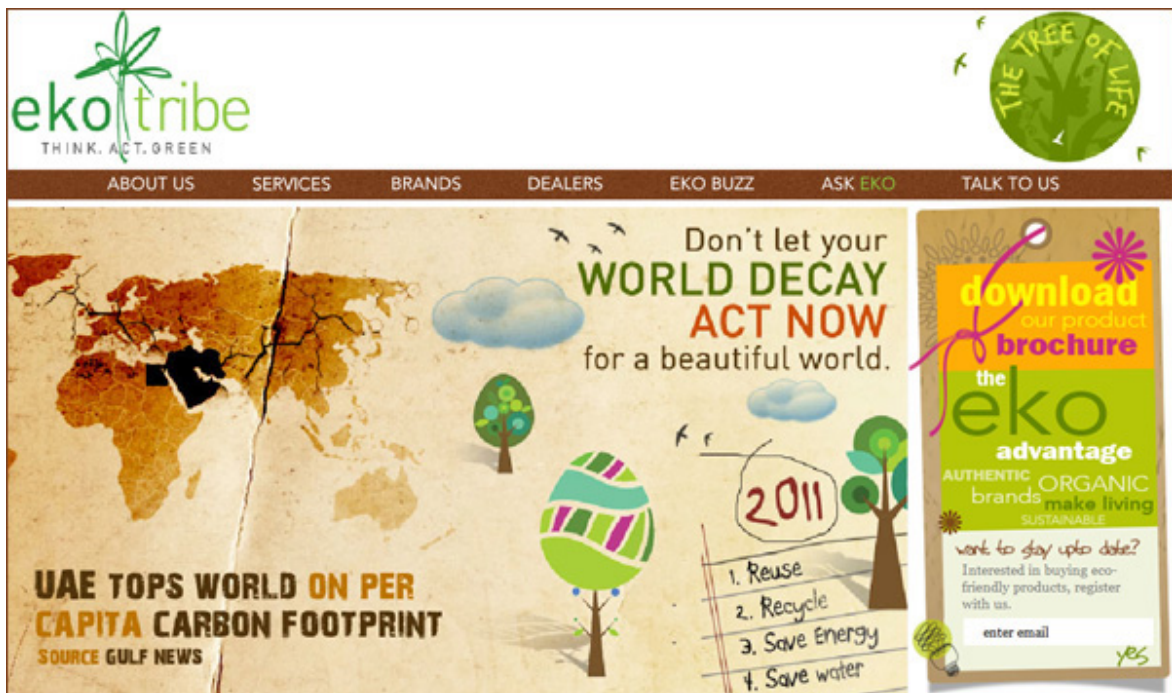 eko tribe
THINK. ACT. GREEN
THE TREE OF LIFE
ABOUT US SERVICES BRANDS DEALERS EKO BUZZ ASK EKO TALK TO US
Don't let your
WORLD DECAY
ACT NOW
for a beautiful world.
2011
1. Reuse
2. Recycle
3. Save Energy
4. Save water
UAE TOPS WORLD ON PER
CAPITA CARBON FOOTPRINT
SOURCE GULF NEWS
download
our product
brochure
the
eko
advantage
AUTHENTIC
brands ORGANIC
make living
SUSTAINABLE
want to stay upto date?
Interested in buying eco-
friendly products, register
with us.
enter email
yes